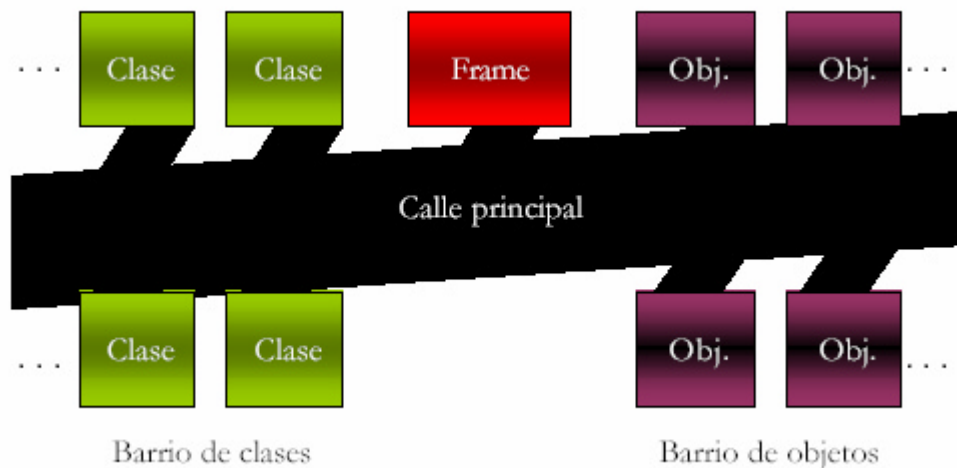 . . . Clase Clase Frame Obj. Obj. . . .
Calle principal
. . . Clase Clase Obj. Obj. . . .
Barrio de clases Barrio de objetos